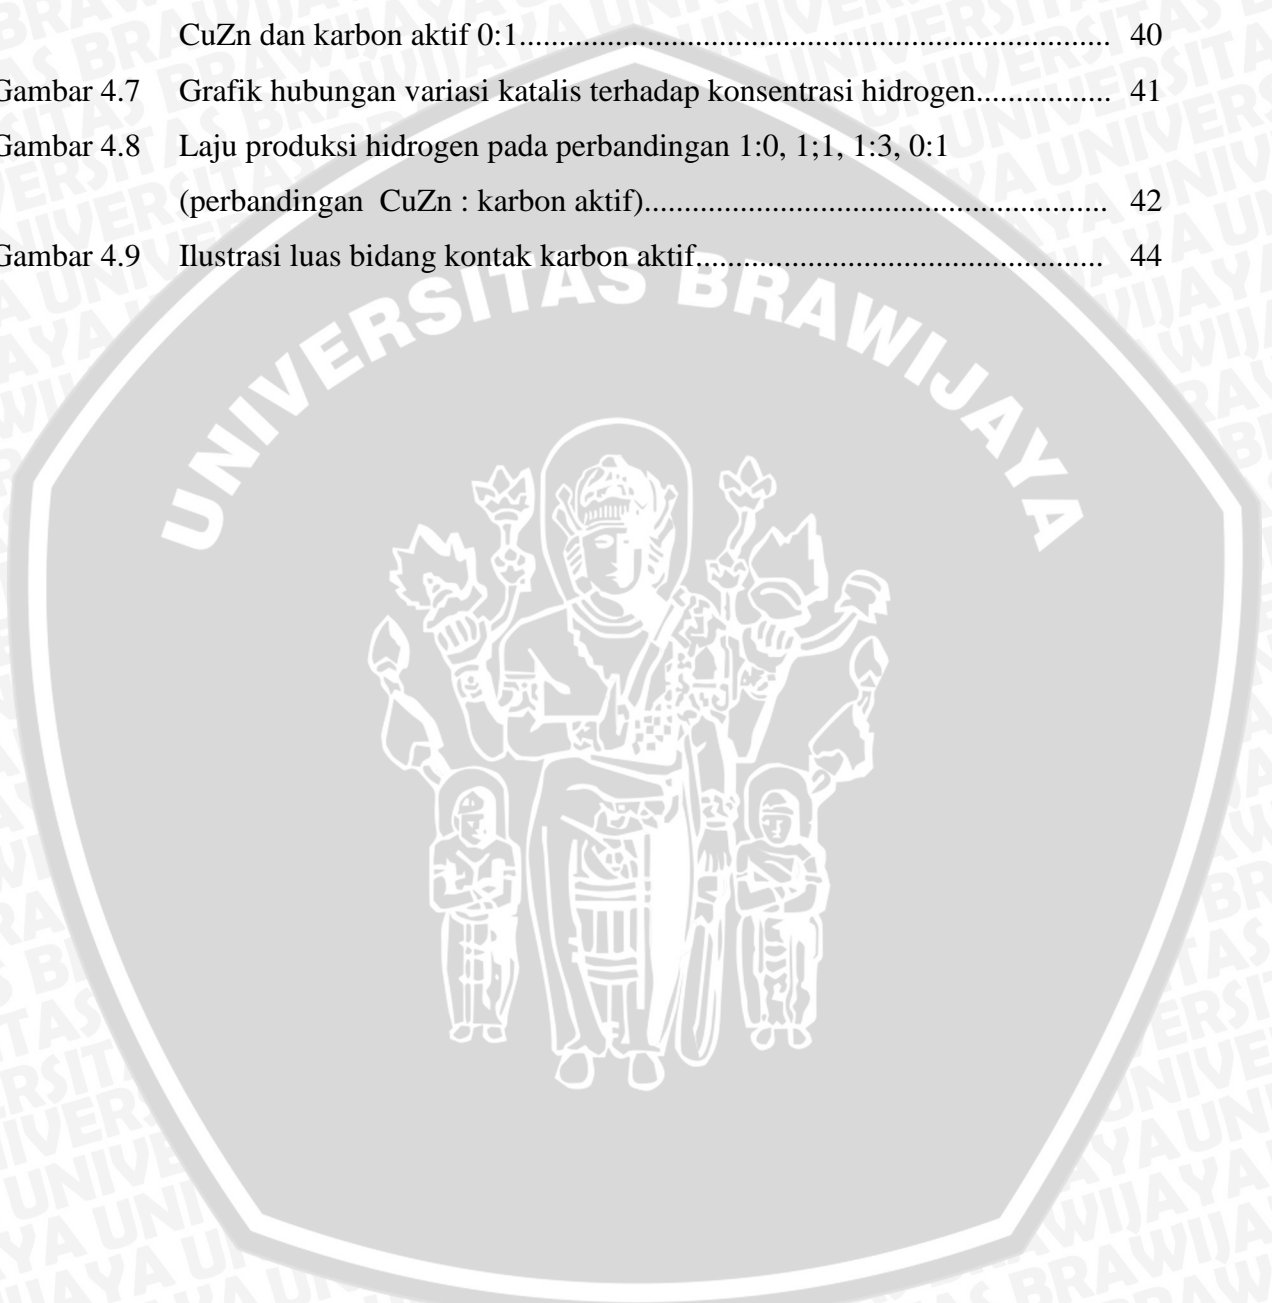 CuZn dan karbon aktif 0:1.......................................................................... 40
Gambar 4.7 Grafik hubungan variasi katalis terhadap konsentrasi hidrogen................. 41
Gambar 4.8 Laju produksi hidrogen pada perbandingan 1:0, 1;1, 1:3, 0:1
(perbandingan CuZn : karbon aktif).......................................................... 42
Gambar 4.9 Ilustrasi luas bidang kontak karbon aktif................................................... 44
UNIVERSITAS BRAWIJAYA